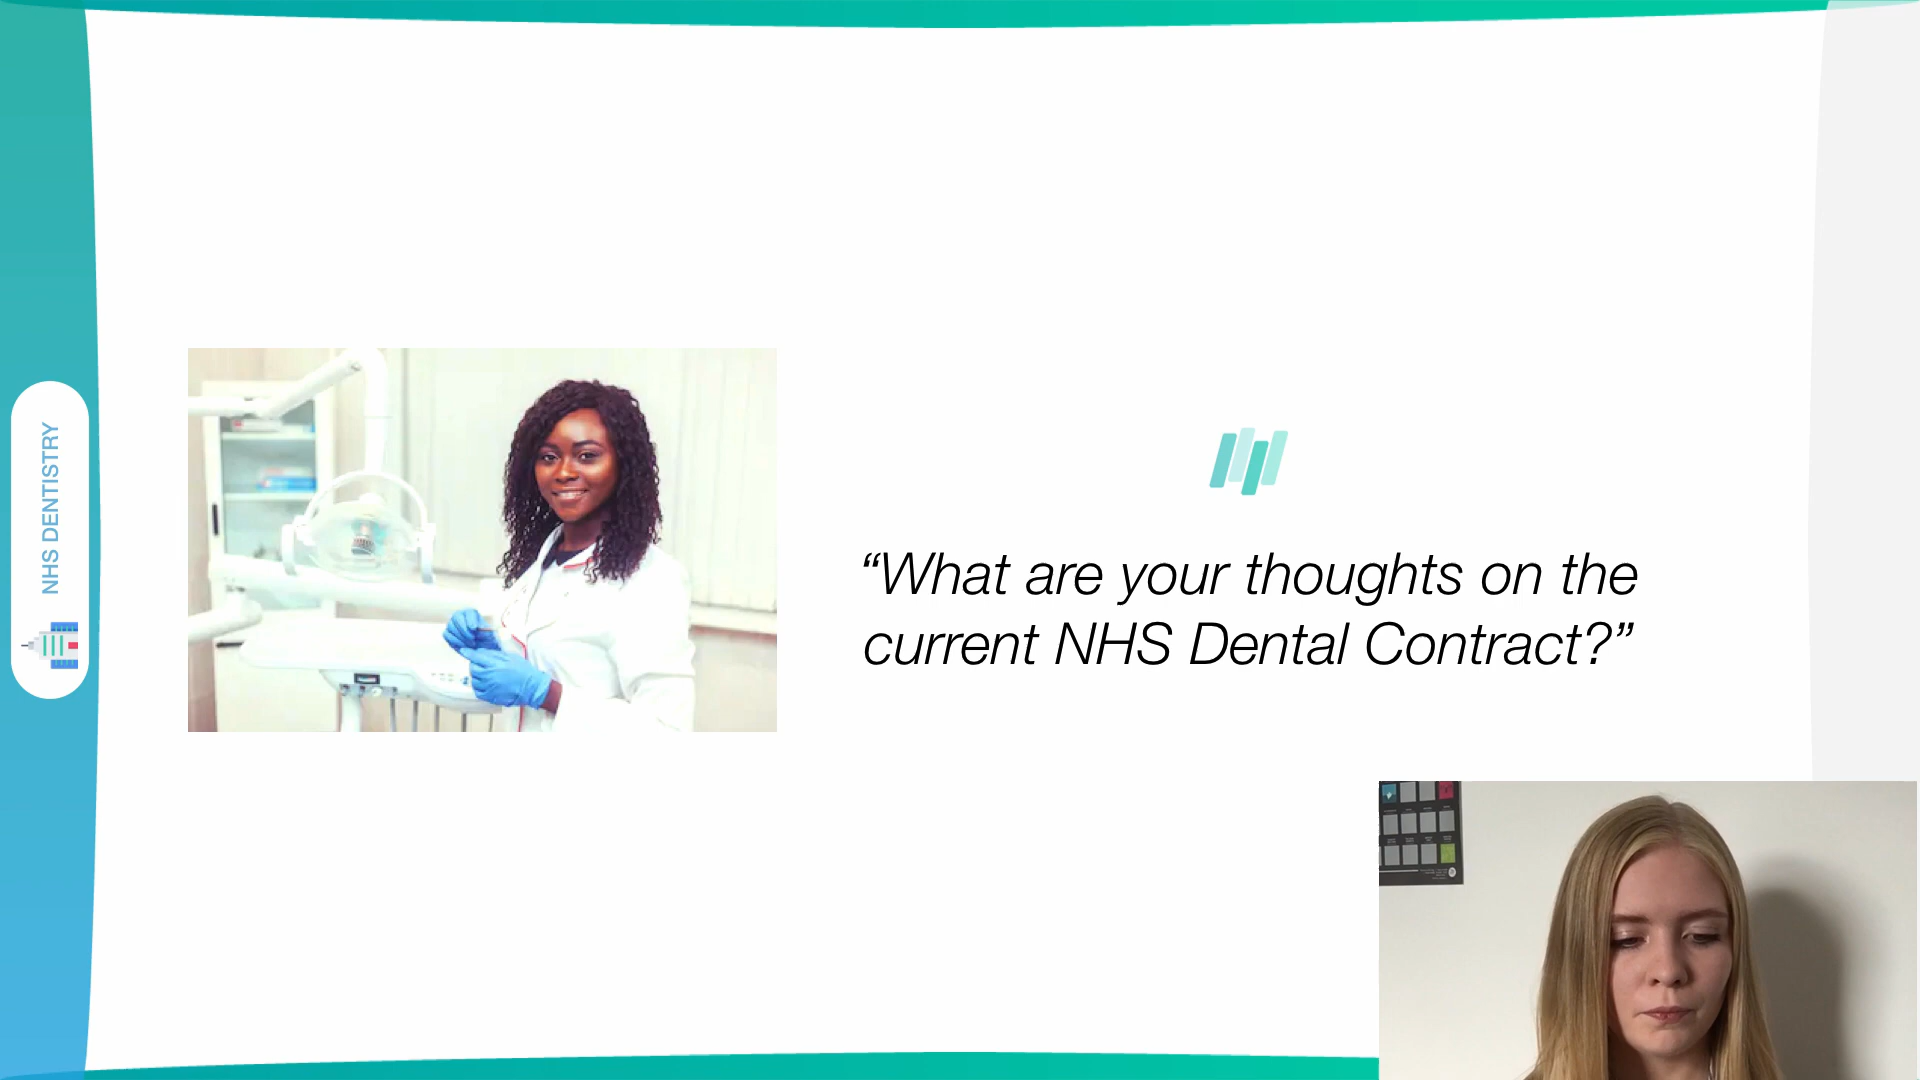 NHS DENTISTRY
“What are your thoughts on the
current NHS Dental Contract?”